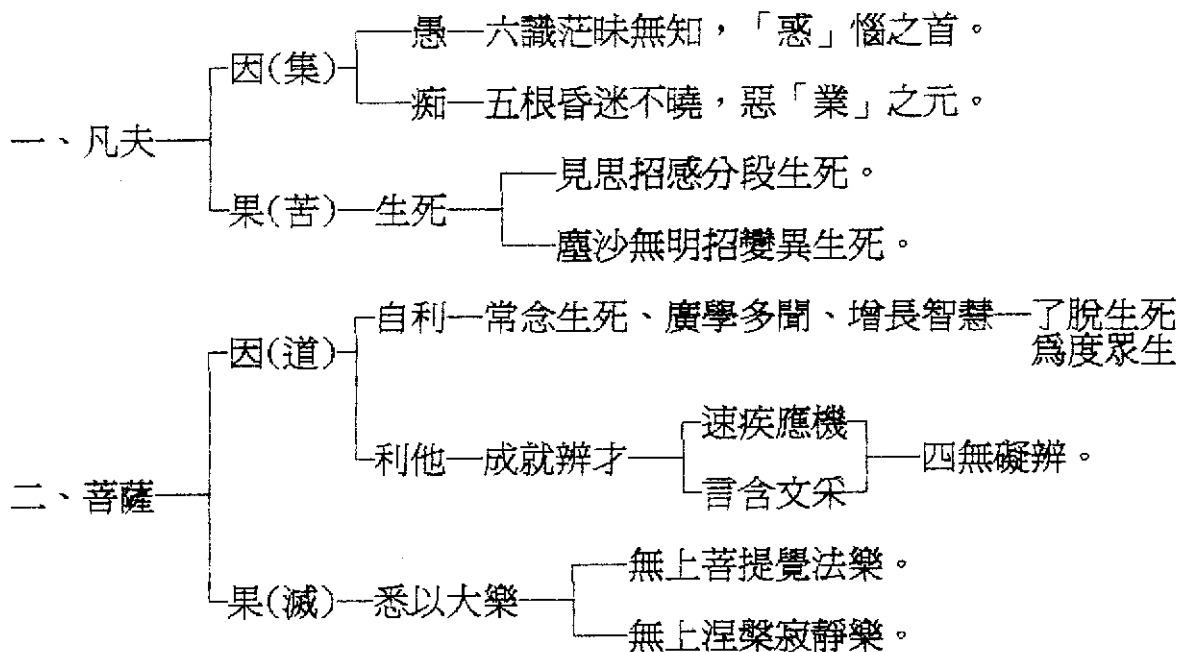 愚—六識茫昧無知，「惑」惱之首。
因(集)
痴—五根昏迷不曉，惡「業」之元。
一、凡夫
見思招感分段生死。
果(苦)—生死
塵沙無明招變異生死。
自利—常念生死、廣學多聞、增長智慧—了脫生死
為度眾生
因(道)
速疾應機
利他—成就辨才 四無礙辨。
言含文采
二、菩薩
無上菩提覺法樂。
果(滅)—悉以大樂
無上涅槃寂靜樂。